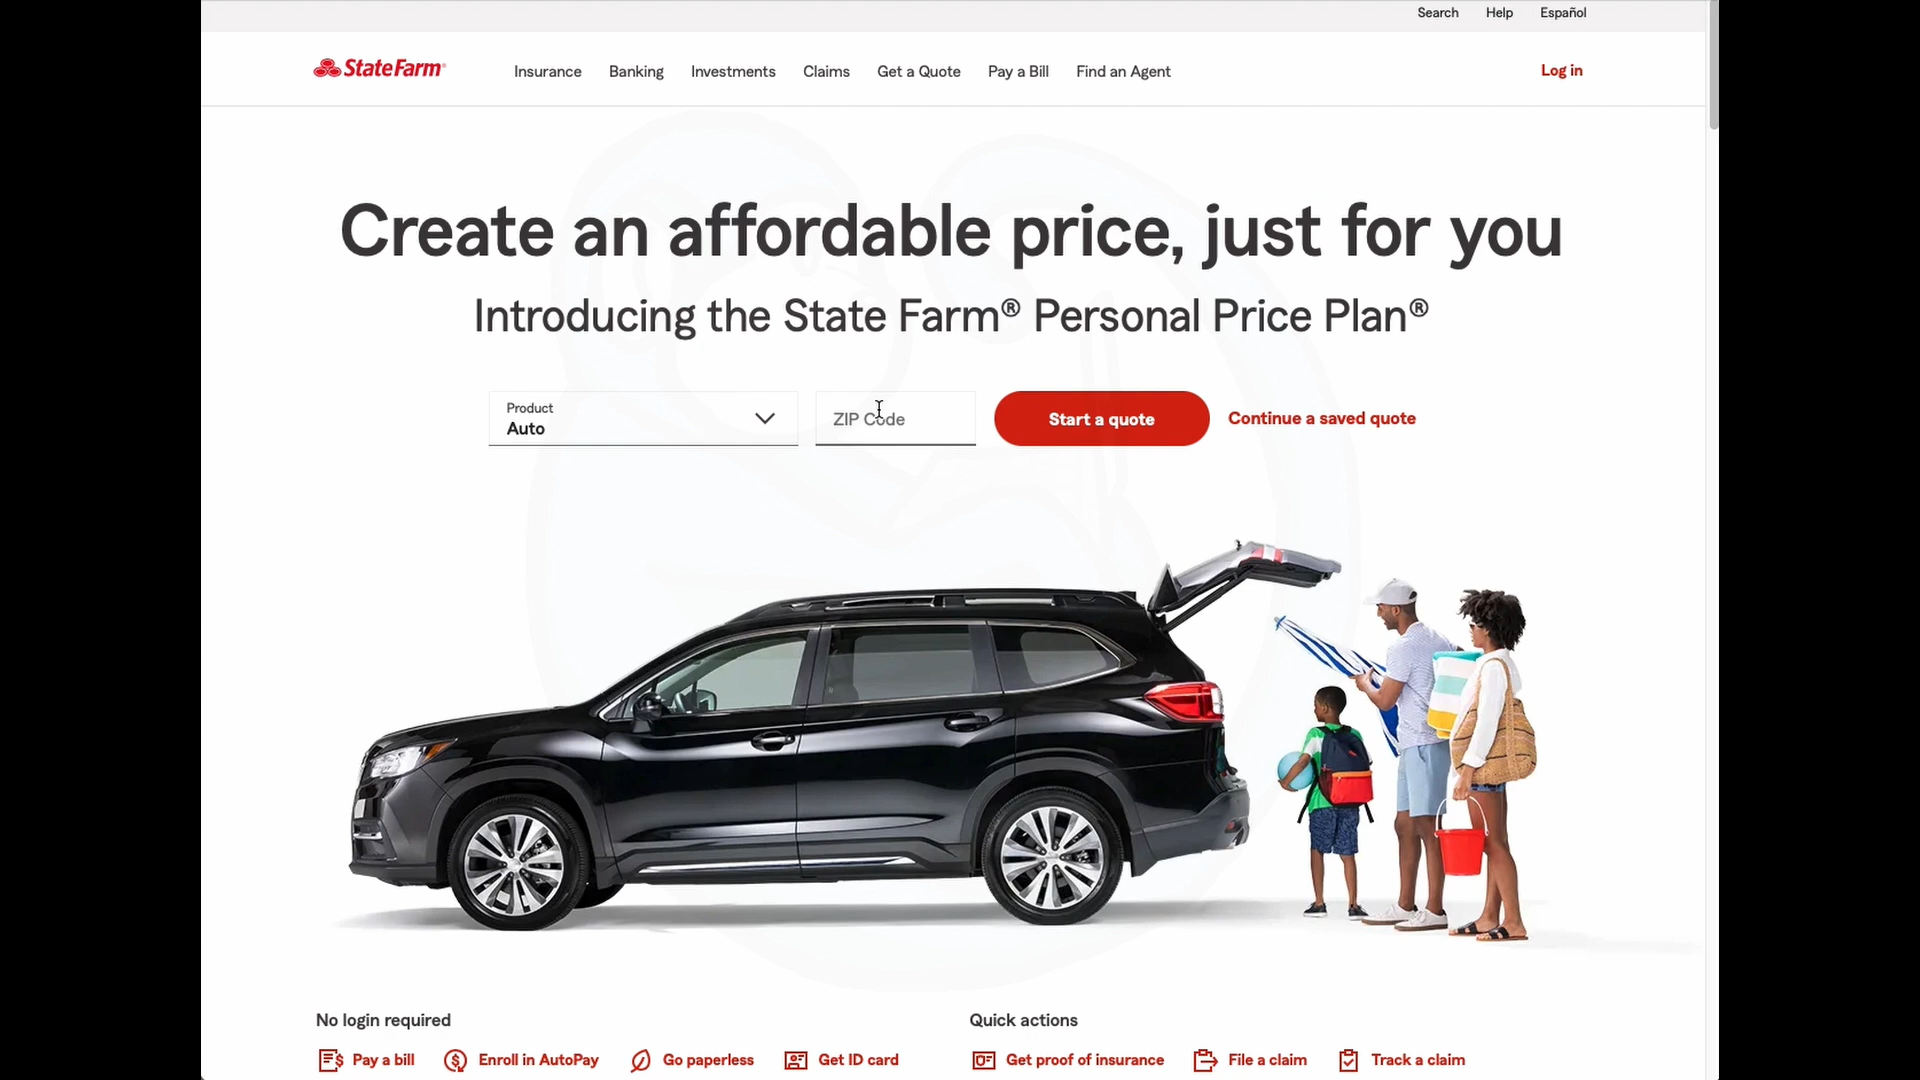 Search Help Español
StateFarm®
Insurance Banking Investments Claims Get a Quote Pay a Bill Find an Agent
Log in
Create an affordable price, just for you
Introducing the State Farm® Personal Price Plan®
Product
Auto
ZIP Code
Start a quote
Continue a saved quote
No login required
Pay a bill Enroll in AutoPay Go paperless Get ID card
Quick actions
Get proof of insurance File a claim Track a claim